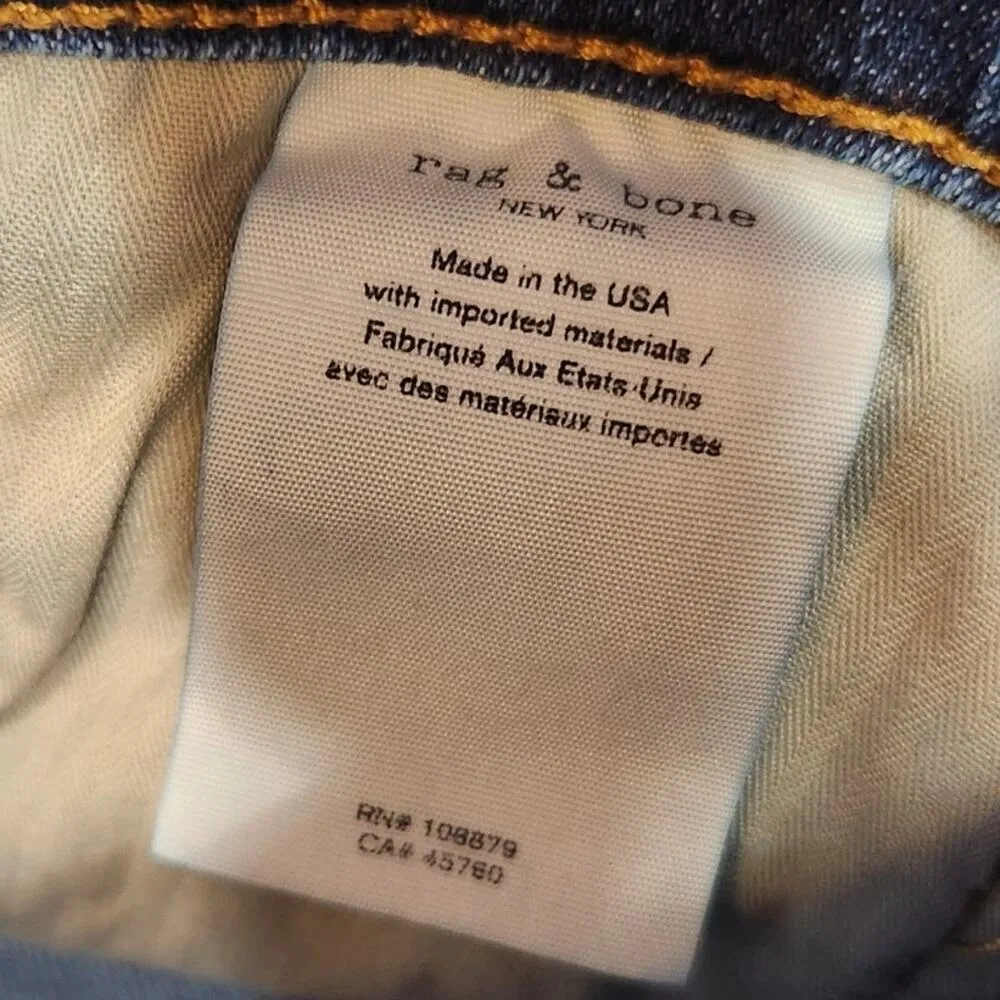 rag & bone
NEW YORK
Made in the USA
with imported materials /
Fabriqué Aux Etats-Unis
avec des matériaux importes
RN# 108879
CA# 45760